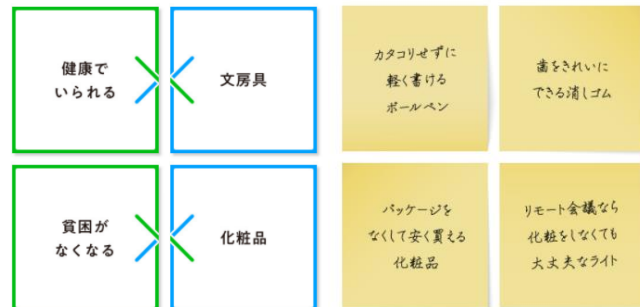 健康で
いられる
文房具
カタコリせずに
軽く書ける
ボールペン
歯をきれいに
できる消しゴム
貧困が
なくなる
化粧品
パッケージを
なくして安く買える
化粧品
リモート会議なら
化粧をしなくても
大丈夫なライト